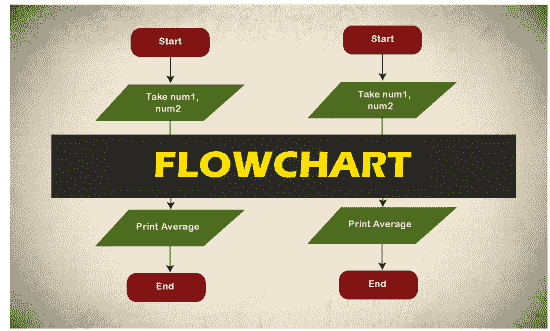 Start
Take num1,
num2
FLOWCHART
Print Average
End
Start
Take num1,
num2
Print Average
End